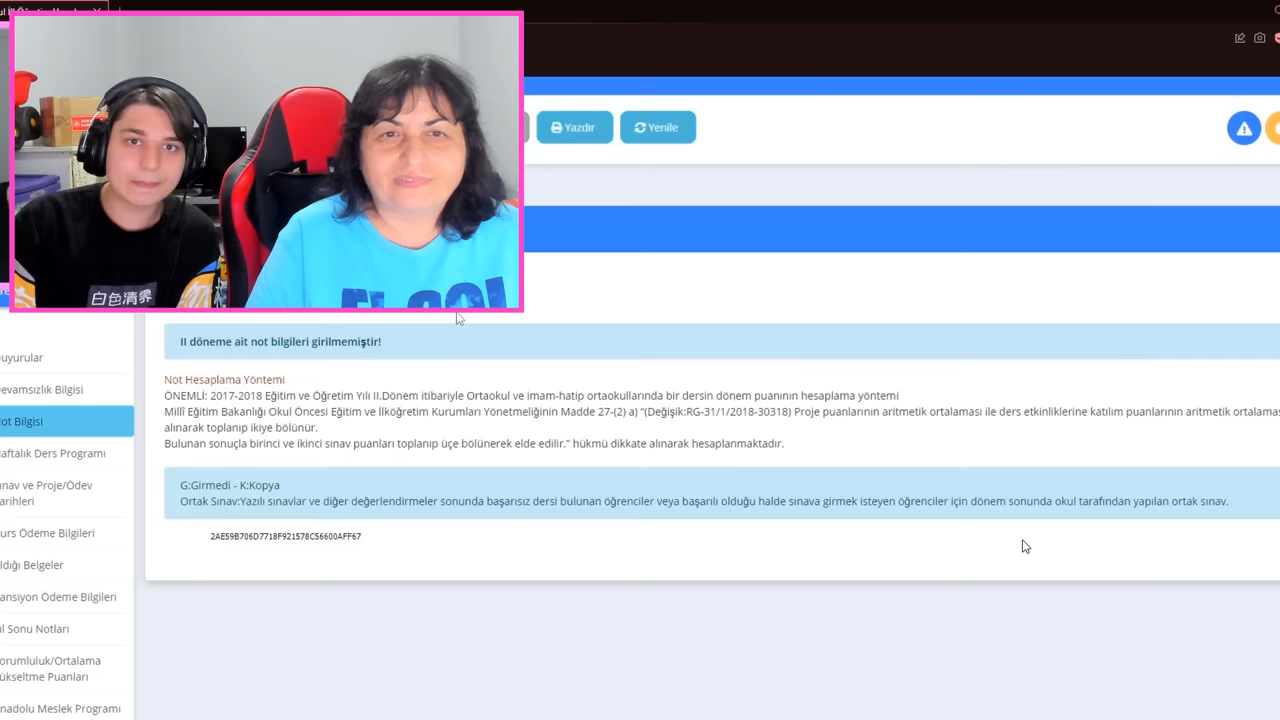 Yazdır
Yenile
白色清霁
II döneme ait not bilgileri girilmemiştir!
Not Hesaplama Yöntemi
ÖNEMLİ: 2017-2018 Eğitim ve Öğretim Yılı II.Dönem itibariyle Ortaokul ve imam-hatip ortaokullarında bir dersin dönem puanının hesaplama yöntemi
Millî Eğitim Bakanlığı Okul Öncesi Eğitim ve İlköğretim Kurumları Yönetmeliğinin Madde 27-(2) a) “(Değişik:RG-31/1/2018-30318) Proje puanlarının aritmetik ortalaması ile ders etkinliklerine katılım puanlarının aritmetik ortalamas
alınarak toplanıp ikiye bölünür.
Bulunan sonuçla birinci ve ikinci sınav puanları toplanıp üçe bölünerek elde edilir.” hükmü dikkate alınarak hesaplanmaktadır.
G:Girmedi - K:Kopya
Ortak Sınav:Yazılı sınavlar ve diğer değerlendirmeler sonunda başarısız dersi bulunan öğrenciler veya başarılı olduğu halde sınava girmek isteyen öğrenciler için dönem sonunda okul tarafından yapılan ortak sınav.
2AE59B706D7718F921578C56600AFF67
uyurular
evamsızlık Bilgisi
ot Bilgisi
aftalık Ders Programı
ınav ve Proje/Ödev
arihleri
urs Ödeme Bilgileri
ldığı Belgeler
ansiyon Ödeme Bilgileri
ıl Sonu Notları
orumluluk/Ortalama
ükseltme Puanları
nadolu Meslek Programı